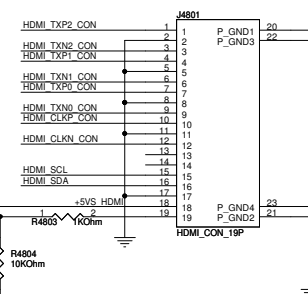 J4801
HDMI_TXP2_CON 1 1 P_GND1 20
2 2 P_GND3 22
HDMI_TXN2_CON 3 3
HDMI_TXP1_CON 4 4
5 5
HDMI_TXN1_CON 6 6
HDMI_TXP0_CON 7 7
8 8
HDMI_TXN0_CON 9 9
HDMI_CLKP_CON 10 10
11 11
HDMI_CLKN_CON 12 12
13 13
14 14
HDMI_SCL 15 15
HDMI_SDA 16 16
17 17
+5VS_HDMI 18 18 P_GND4 23
1 2 19 19 P_GND2 21
R4803 1KOhm
HDMI_CON_19P
R4804
10KOhm